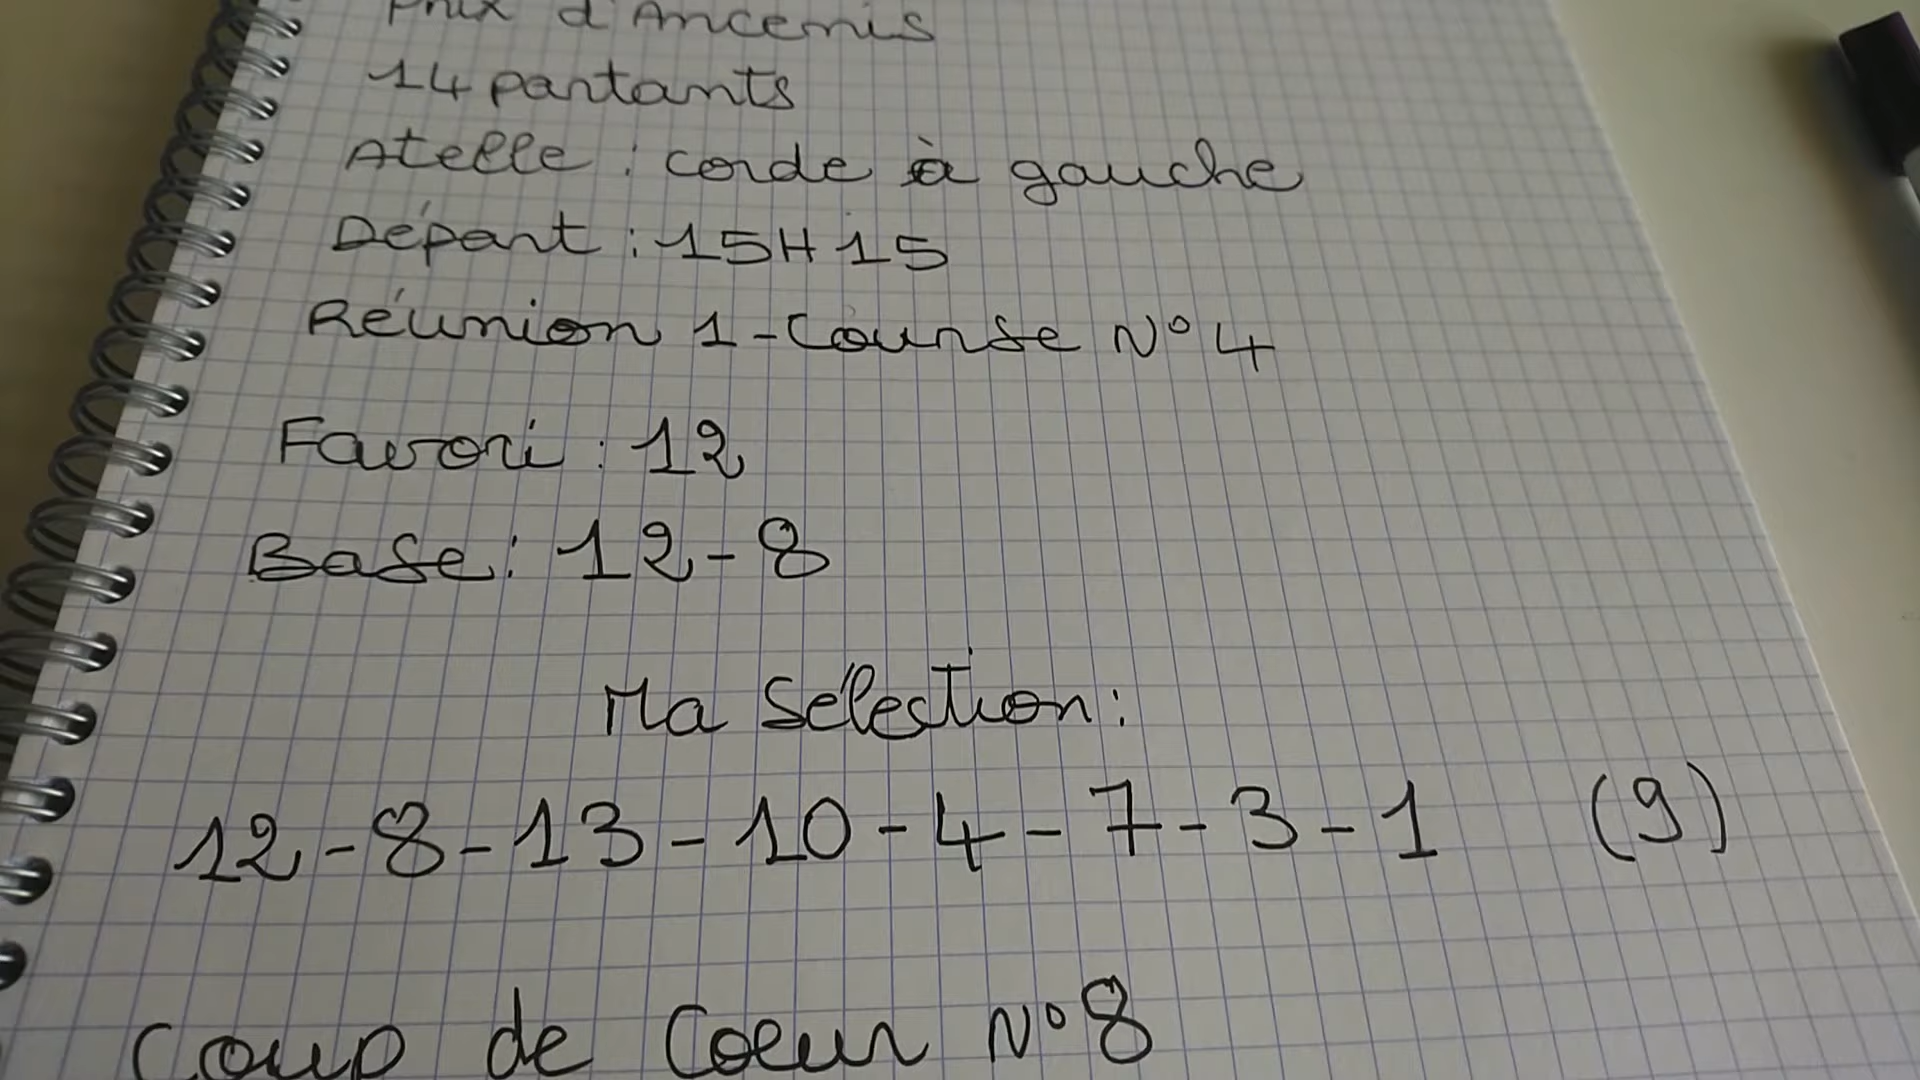 Prix d'Ancenis
14 partants
Atelle : corde à gauche
Départ : 15H15
Réunion 1-Course N°4
Favori : 12
Base : 12-8
Ma Sélection :
12-8-13-10-4-7-3-1 (9)
Coup de Coeur N°8